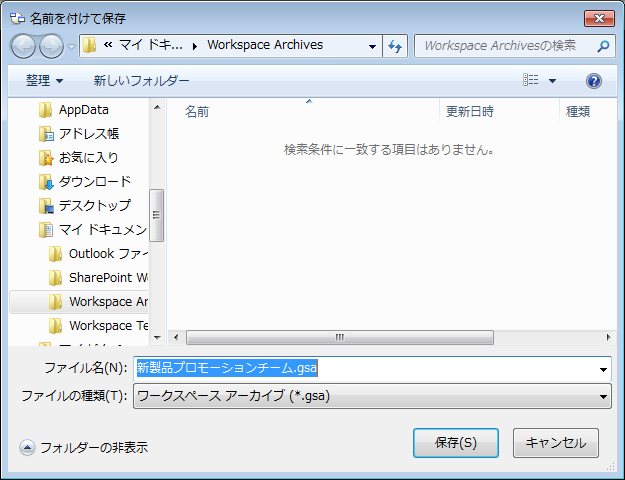 名前を付けて保存
« マイ ドキ... Workspace Archives
Workspace Archivesの検索
整理 新しいフォルダー
名前 更新日時 種類
検索条件に一致する項目はありません。
AppData
アドレス帳
お気に入り
ダウンロード
デスクトップ
マイ ドキュメン
Outlook ファイ
SharePoint W
Workspace Ar
Workspace Te
ファイル名(N): 新製品プロモーションチーム.gsa
ファイルの種類(T): ワークスペース アーカイブ (*.gsa)
フォルダーの非表示
保存(S) キャンセル